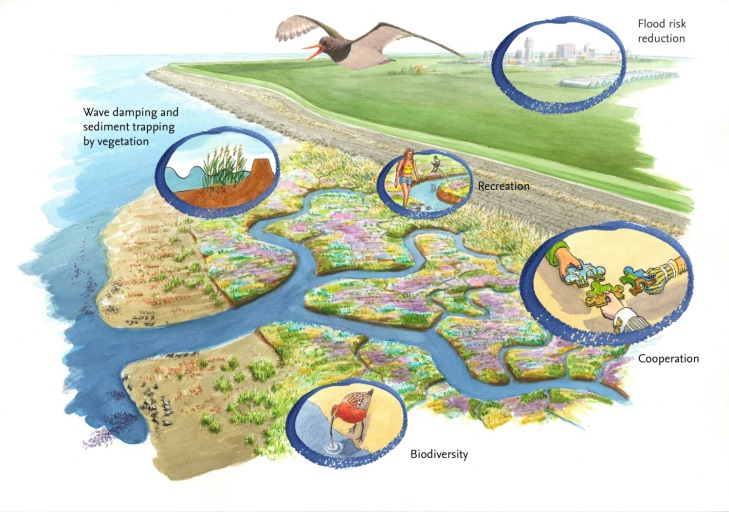 Flood risk
reduction
Wave damping and
sediment trapping
by vegetation
Recreation
Cooperation
Biodiversity